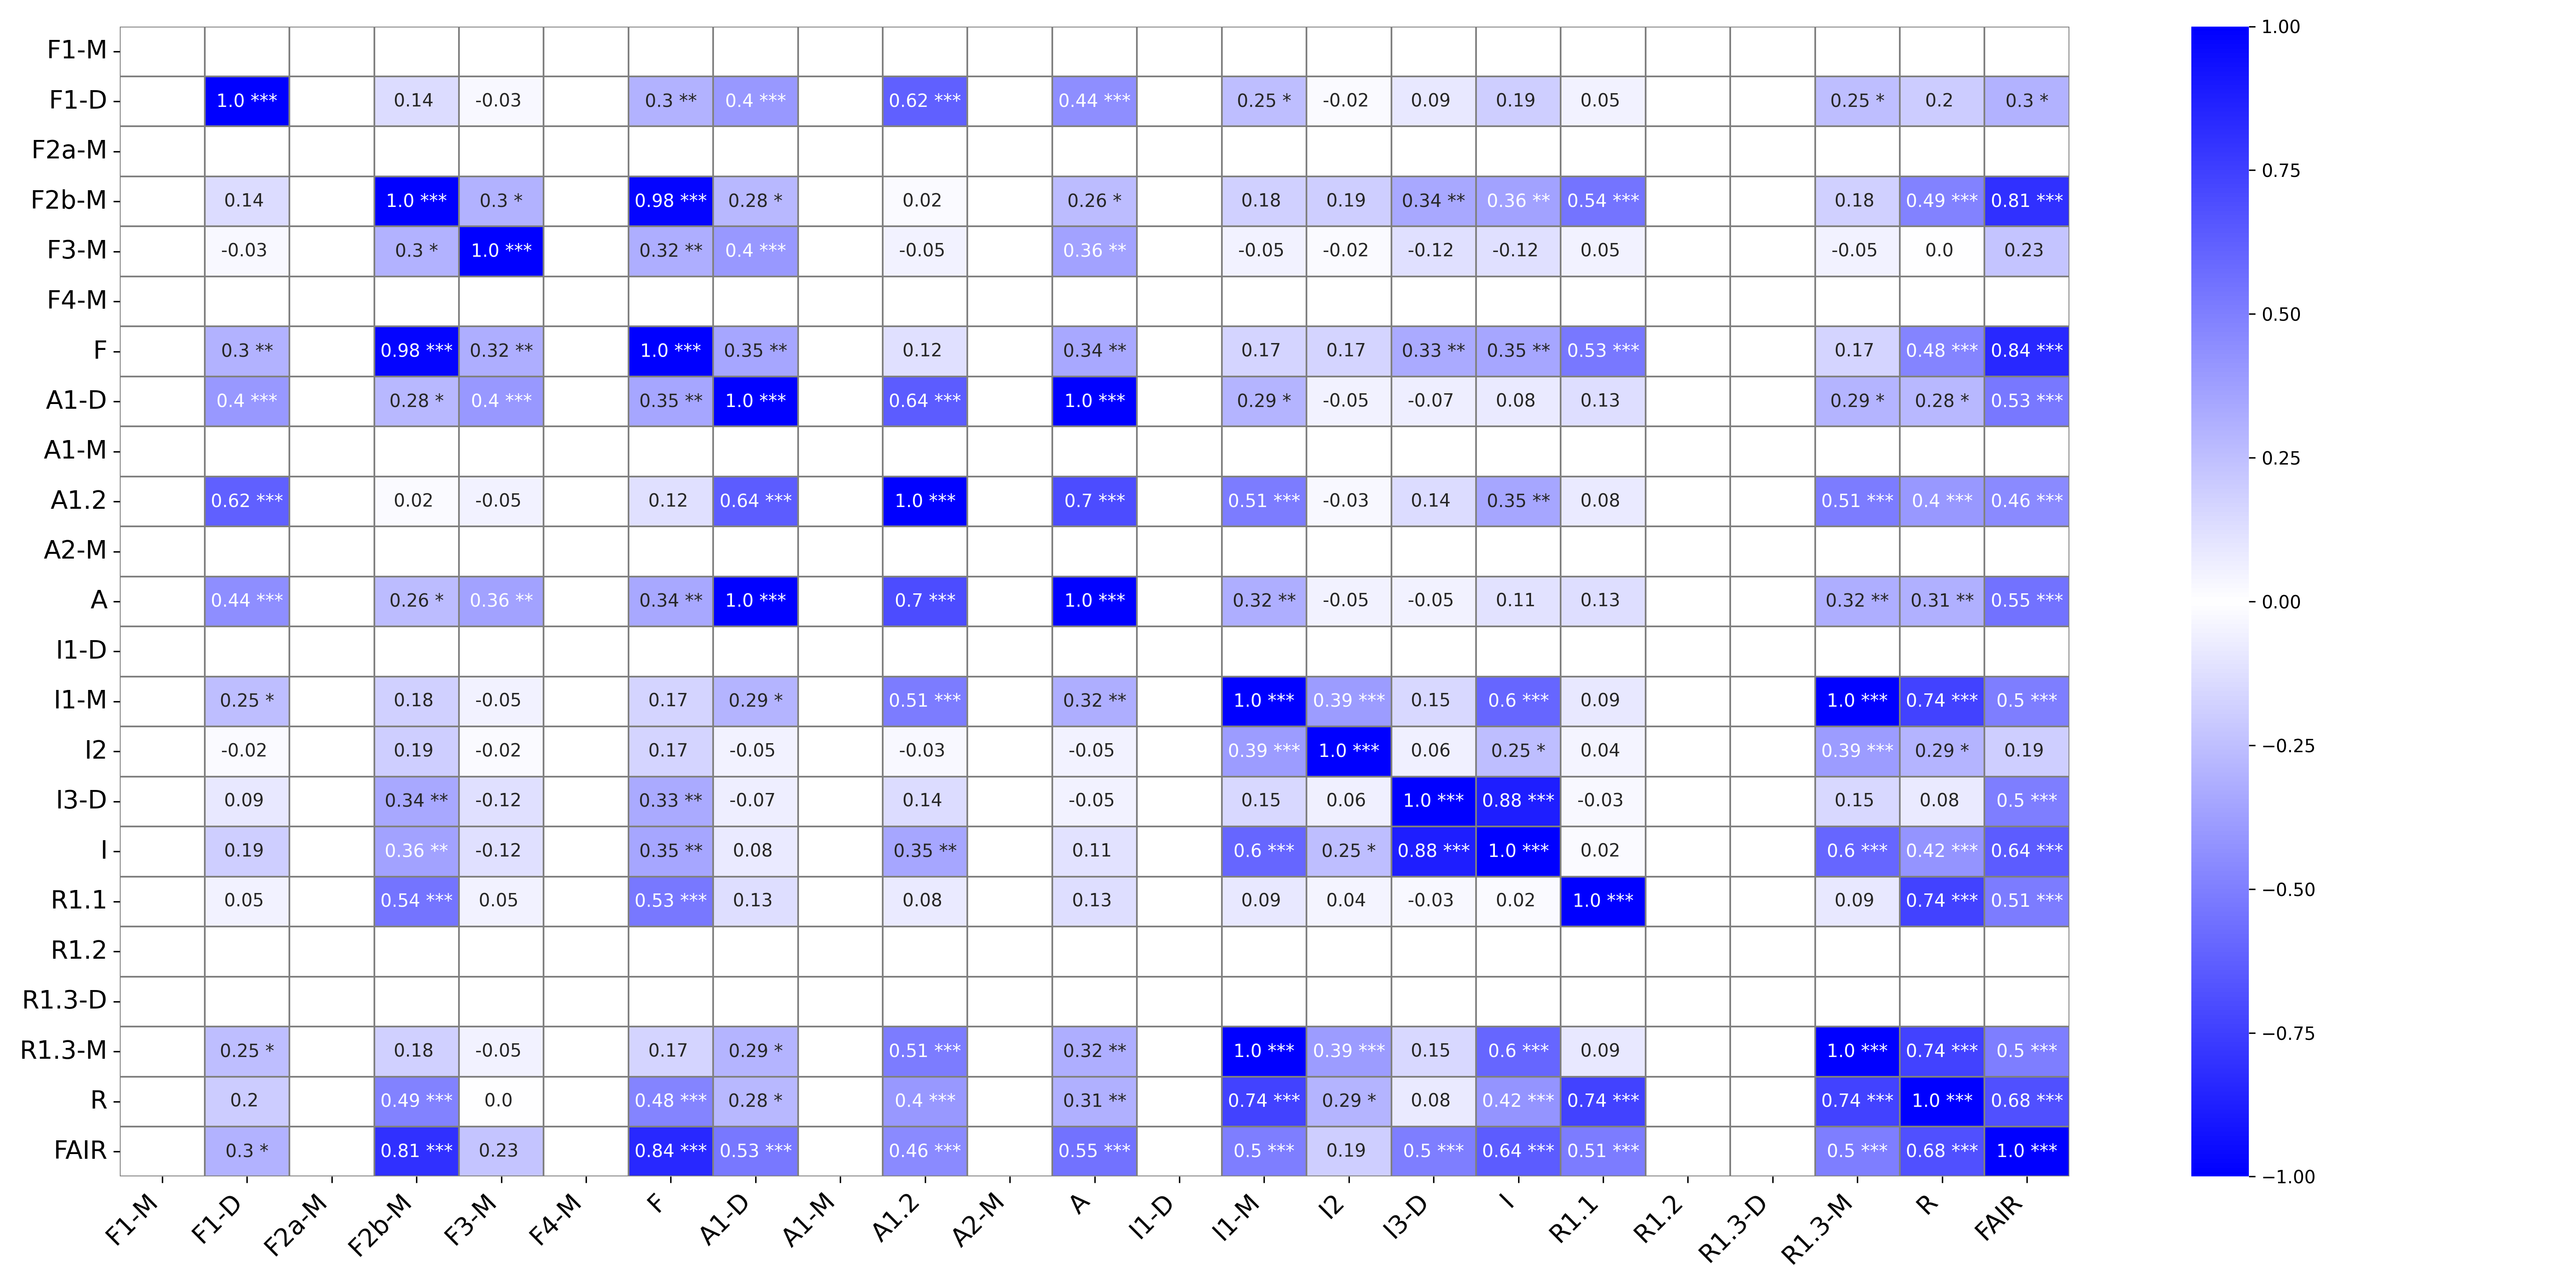 F1-M
F1-D 1.0 *** 0.14 -0.03 0.3 ** 0.4 *** 0.62 *** 0.44 *** 0.25 * -0.02 0.09 0.19 0.05 0.25 * 0.2 0.3 *
F2a-M
F2b-M 0.14 1.0 *** 0.3 * 0.98 *** 0.28 * 0.02 0.26 * 0.18 0.19 0.34 ** 0.36 ** 0.54 *** 0.18 0.49 *** 0.81 ***
F3-M -0.03 0.3 * 1.0 *** 0.32 ** 0.4 *** -0.05 0.36 ** -0.05 -0.02 -0.12 -0.12 0.05 -0.05 0.0 0.23
F4-M
F 0.3 ** 0.98 *** 0.32 ** 1.0 *** 0.35 ** 0.12 0.34 ** 0.17 0.17 0.33 ** 0.35 ** 0.53 *** 0.17 0.48 *** 0.84 ***
A1-D 0.4 *** 0.28 * 0.4 *** 0.35 ** 1.0 *** 0.64 *** 1.0 *** 0.29 * -0.05 -0.07 0.08 0.13 0.29 * 0.28 * 0.53 ***
A1-M
A1.2 0.62 *** 0.02 -0.05 0.12 0.64 *** 1.0 *** 0.7 *** 0.51 *** -0.03 0.14 0.35 ** 0.08 0.51 *** 0.4 *** 0.46 ***
A2-M
A 0.44 *** 0.26 * 0.36 ** 0.34 ** 1.0 *** 0.7 *** 1.0 *** 0.32 ** -0.05 -0.05 0.11 0.13 0.32 ** 0.31 ** 0.55 ***
I1-D
I1-M 0.25 * 0.18 -0.05 0.17 0.29 * 0.51 *** 0.32 ** 1.0 *** 0.39 *** 0.15 0.6 *** 0.09 1.0 *** 0.74 *** 0.5 ***
I2 -0.02 0.19 -0.02 0.17 -0.05 -0.03 -0.05 0.39 *** 1.0 *** 0.06 0.25 * 0.04 0.39 *** 0.29 * 0.19
I3-D 0.09 0.34 ** -0.12 0.33 ** -0.07 0.14 -0.05 0.15 0.06 1.0 *** 0.88 *** -0.03 0.15 0.08 0.5 ***
I 0.19 0.36 ** -0.12 0.35 ** 0.08 0.35 ** 0.11 0.6 *** 0.25 * 0.88 *** 1.0 *** 0.02 0.6 *** 0.42 *** 0.64 ***
R1.1 0.05 0.54 *** 0.05 0.53 *** 0.13 0.08 0.13 0.09 0.04 -0.03 0.02 1.0 *** 0.09 0.74 *** 0.51 ***
R1.2
R1.3-D
R1.3-M 0.25 * 0.18 -0.05 0.17 0.29 * 0.51 *** 0.32 ** 1.0 *** 0.39 *** 0.15 0.6 *** 0.09 1.0 *** 0.74 *** 0.5 ***
R 0.2 0.49 *** 0.0 0.48 *** 0.28 * 0.4 *** 0.31 ** 0.74 *** 0.29 * 0.08 0.42 *** 0.74 *** 0.74 *** 1.0 *** 0.68 ***
FAIR 0.3 * 0.81 *** 0.23 0.84 *** 0.53 *** 0.46 *** 0.55 *** 0.5 *** 0.19 0.5 *** 0.64 *** 0.51 *** 0.5 *** 0.68 *** 1.0 ***
F1-M F1-D F2a-M F2b-M F3-M F4-M F A1-D A1-M A1.2 A2-M A I1-D I1-M I2 I3-D I R1.1 R1.2 R1.3-D R1.3-M R FAIR
1.00
0.75
0.50
0.25
0.00
−0.25
−0.50
−0.75
−1.00